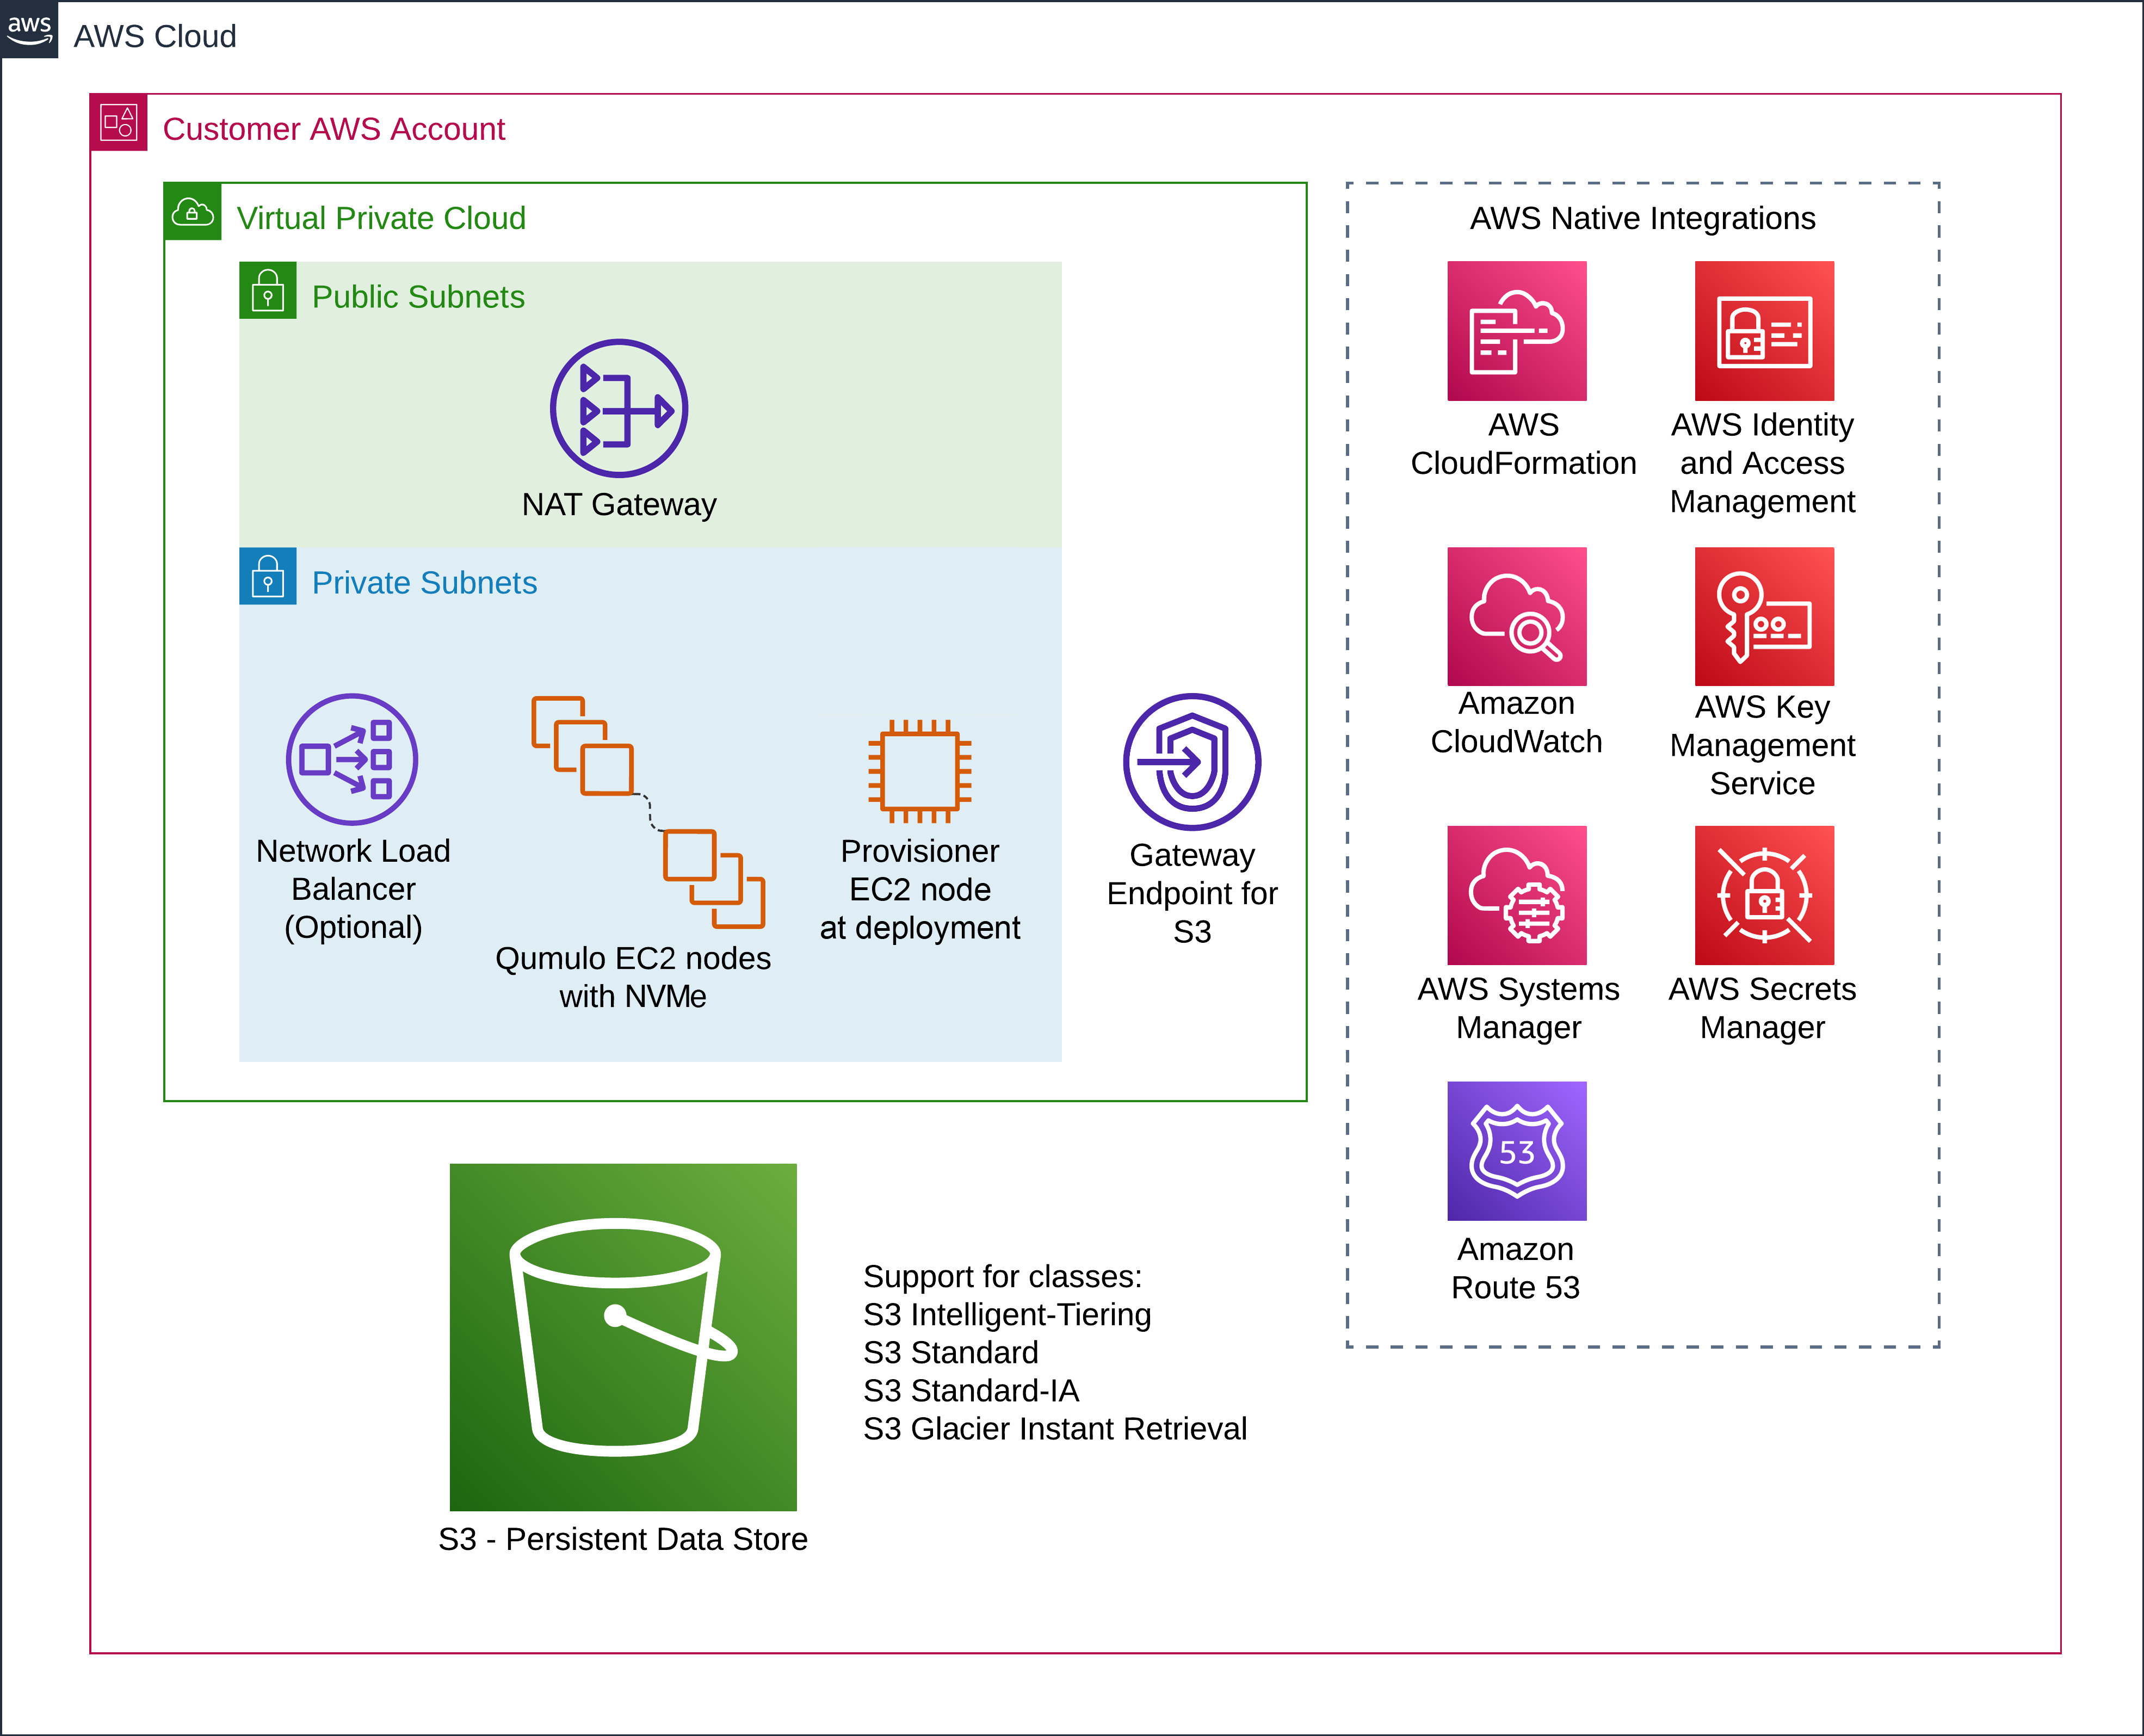 aws
AWS Cloud
Customer AWS Account
Virtual Private Cloud
Public Subnets
NAT Gateway
Private Subnets
Network Load
Balancer
(Optional)
Qumulo EC2 nodes
with NVMe
Provisioner
EC2 node
at deployment
Gateway
Endpoint for
S3
S3 - Persistent Data Store
Support for classes:
S3 Intelligent-Tiering
S3 Standard
S3 Standard-IA
S3 Glacier Instant Retrieval
AWS Native Integrations
AWS
CloudFormation
AWS Identity
and Access
Management
Amazon
CloudWatch
AWS Key
Management
Service
AWS Systems
Manager
AWS Secrets
Manager
53
Amazon
Route 53